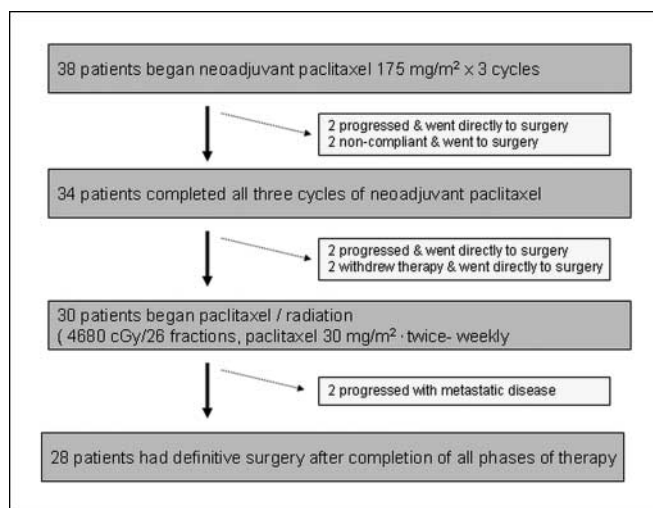 38 patients began neoadjuvant paclitaxel 175 mg/m² x 3 cycles
2 progressed & went directly to surgery
2 non-compliant & went to surgery
34 patients completed all three cycles of neoadjuvant paclitaxel
2 progressed & went directly to surgery
2 withdrew therapy & went directly to surgery
30 patients began paclitaxel / radiation
( 4680 cGy/26 fractions, paclitaxel 30 mg/m² · twice- weekly
2 progressed with metastatic disease
28 patients had definitive surgery after completion of all phases of therapy